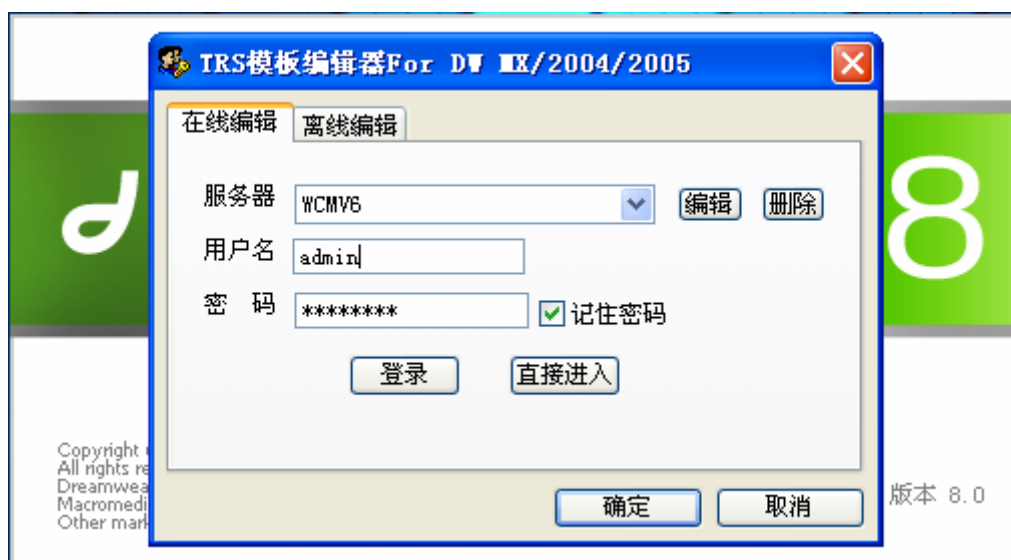 TRS模板编辑器For DW MX/2004/2005
在线编辑 离线编辑
服务器 WCMV6 编辑 删除
用户名 admin
密 码 ******** 记住密码
登录 直接进入
8
Copyright
All rights re
Dreamwea
Macromedi
Other mark
版本 8.0
确定 取消